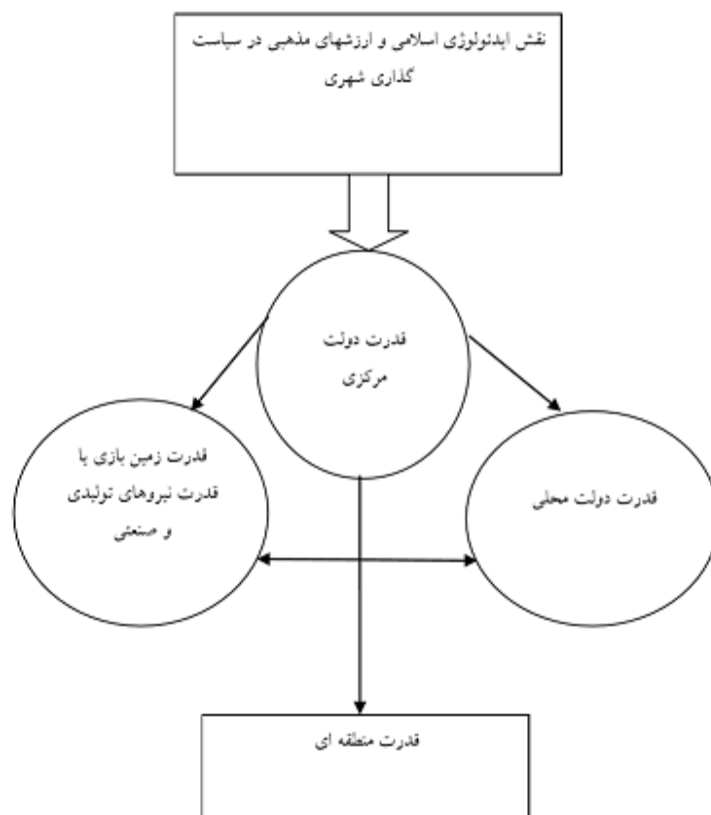 نقش ایدئولوژی اسلامی و ارزشهای مذهبی در سیاست
گذاری شهری
قدرت دولت
مرکزی
قدرت زمین بازی یا
قدرت نیروهای تولیدی
و صنعتی
قدرت دولت محلی
قدرت منطقه ای